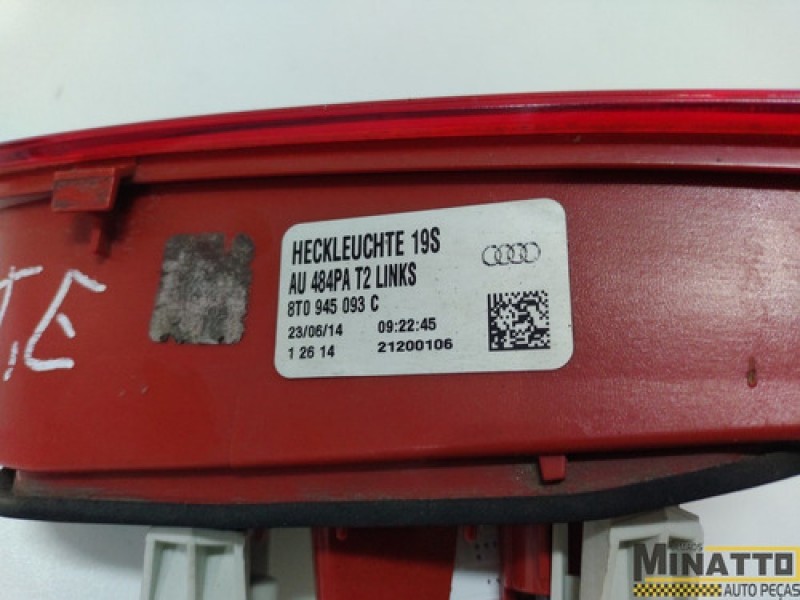 HECKLEUCHTE 19S
AU 484PA T2 LINKS
8T0 945 093 C
23/06/14 09:22:45
1 26 14 21200106
T.E
MINATTO
AUTO PEÇAS